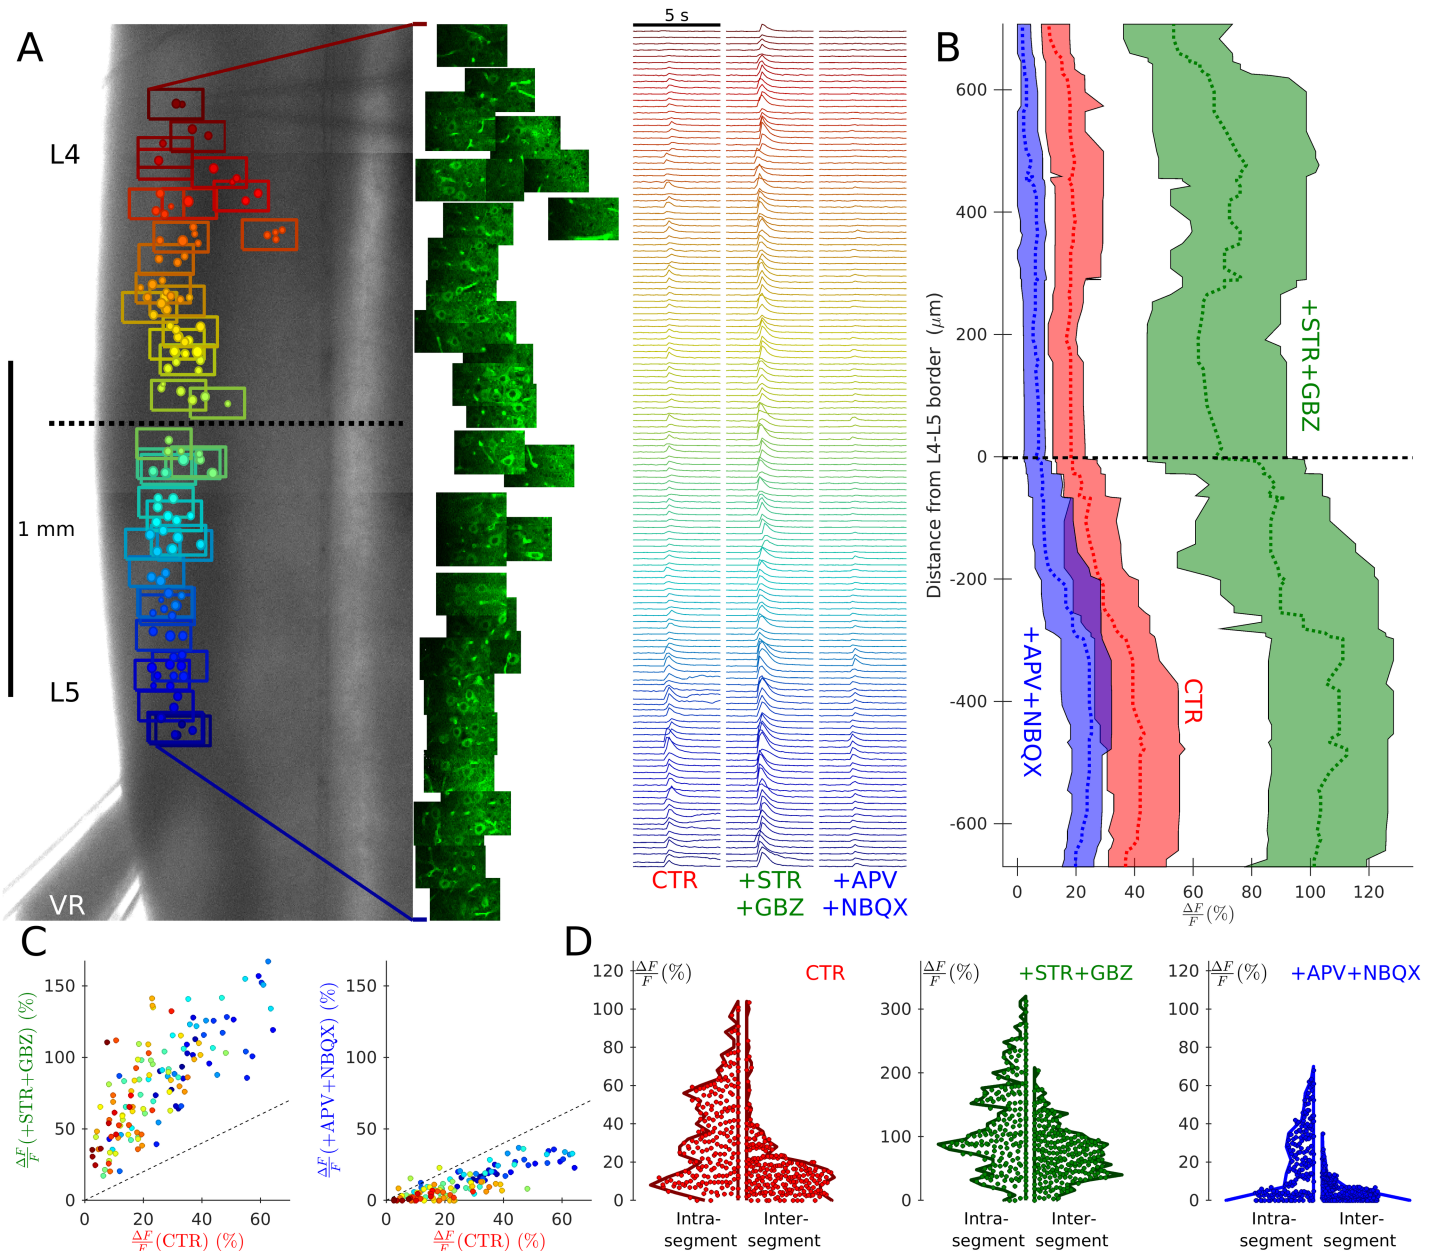 A
L4
1 mm
L5
VR
5 s
CTR
+STR
+GBZ
+APV
+NBQX
B
Distance from L4-L5 border (μm)
600
400
200
0
-200
-400
-600
+STR+GBZ
+APV+NBQX
CTR
0 20 40 60 80 100 120
ΔF/F (%)
C
ΔF/F (+STR+GBZ) (%)
150
100
50
0
0 20 40 60
ΔF/F (CTR) (%)
ΔF/F (+APV+NBQX) (%)
150
100
50
0
0 20 40 60
ΔF/F (CTR) (%)
D
ΔF/F (%)
CTR
120
100
80
60
40
20
0
Intra-
segment
Inter-
segment
ΔF/F (%)
+STR+GBZ
300
200
100
0
Intra-
segment
Inter-
segment
ΔF/F (%)
+APV+NBQX
120
100
80
60
40
20
0
Intra-
segment
Inter-
segment